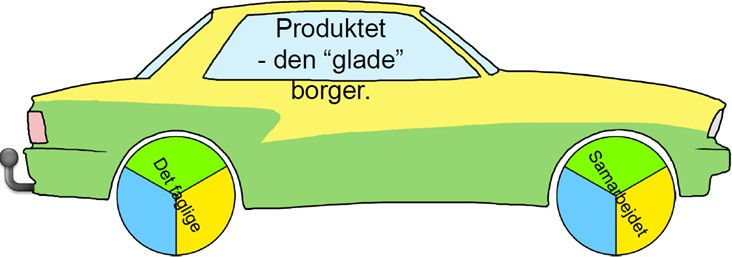 Produktet
- den “glade”
borger.
Det faglige
Samarbejdet